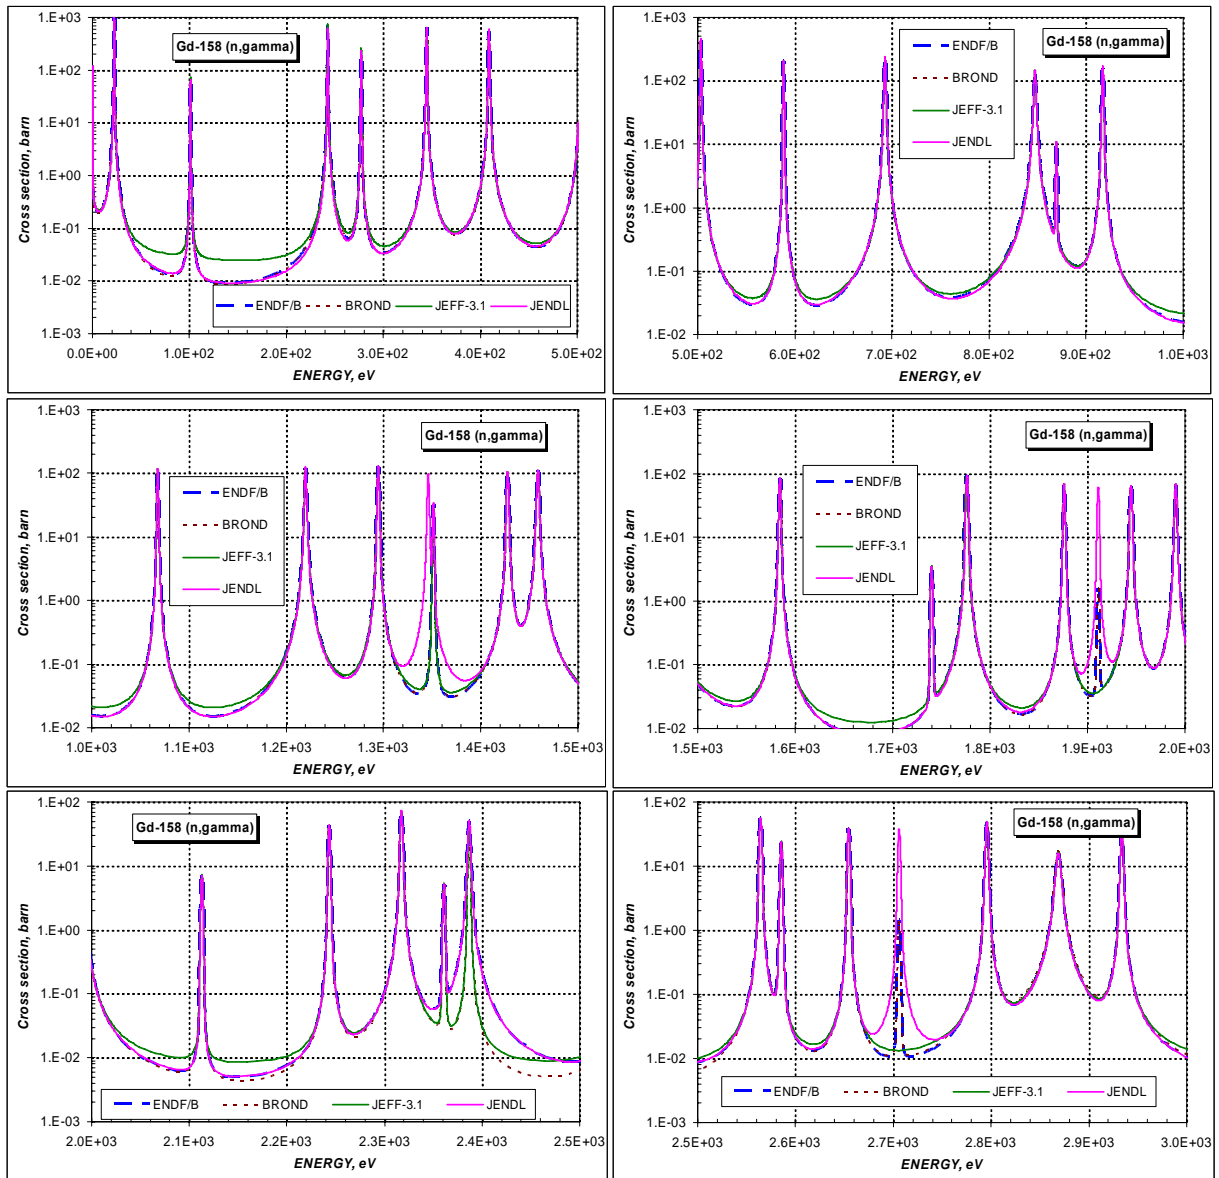 Gd-158 (n,gamma)
Cross section, barn
1.E+03
1.E+02
1.E+01
1.E+00
1.E-01
1.E-02
1.E-03
ENDF/B BROND JEFF-3.1 JENDL
0.0E+00 1.0E+02 2.0E+02 3.0E+02 4.0E+02 5.0E+02
ENERGY, eV
Gd-158 (n,gamma)
Cross section, barn
1.E+03
1.E+02
1.E+01
1.E+00
1.E-01
1.E-02
ENDF/B
BROND
JEFF-3.1
JENDL
5.0E+02 6.0E+02 7.0E+02 8.0E+02 9.0E+02 1.0E+03
ENERGY, eV
Gd-158 (n,gamma)
Cross section, barn
1.E+03
1.E+02
1.E+01
1.E+00
1.E-01
1.E-02
ENDF/B
BROND
JEFF-3.1
JENDL
1.0E+03 1.1E+03 1.2E+03 1.3E+03 1.4E+03 1.5E+03
ENERGY, eV
Gd-158 (n,gamma)
Cross section, barn
1.E+03
1.E+02
1.E+01
1.E+00
1.E-01
1.E-02
ENDF/B
BROND
JEFF-3.1
JENDL
1.5E+03 1.6E+03 1.7E+03 1.8E+03 1.9E+03 2.0E+03
ENERGY, eV
Gd-158 (n,gamma)
Cross section, barn
1.E+02
1.E+01
1.E+00
1.E-01
1.E-02
1.E-03
ENDF/B BROND JEFF-3.1 JENDL
2.0E+03 2.1E+03 2.2E+03 2.3E+03 2.4E+03 2.5E+03
ENERGY, eV
Gd-158 (n,gamma)
Cross section, barn
1.E+02
1.E+01
1.E+00
1.E-01
1.E-02
1.E-03
ENDF/B BROND JEFF-3.1 JENDL
2.5E+03 2.6E+03 2.7E+03 2.8E+03 2.9E+03 3.0E+03
ENERGY, eV